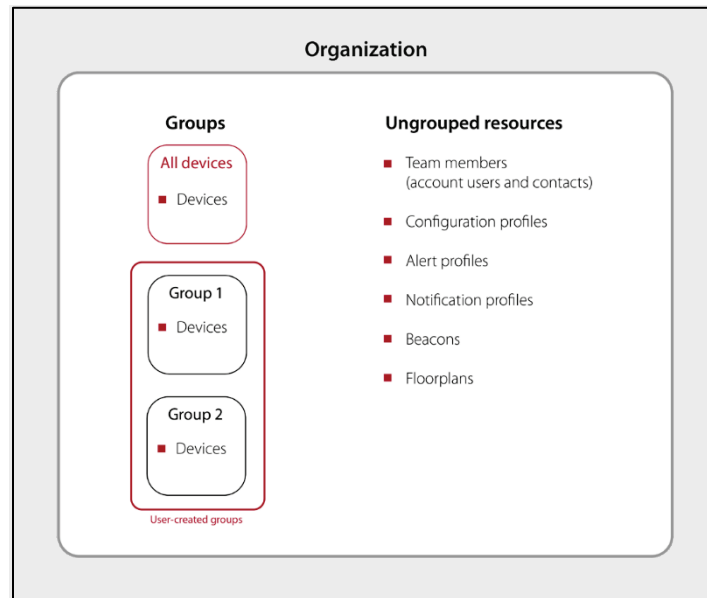 Organization
Groups
All devices
Devices
Group 1
Devices
Group 2
Devices
User-created groups
Ungrouped resources
Team members
(account users and contacts)
Configuration profiles
Alert profiles
Notification profiles
Beacons
Floorplans